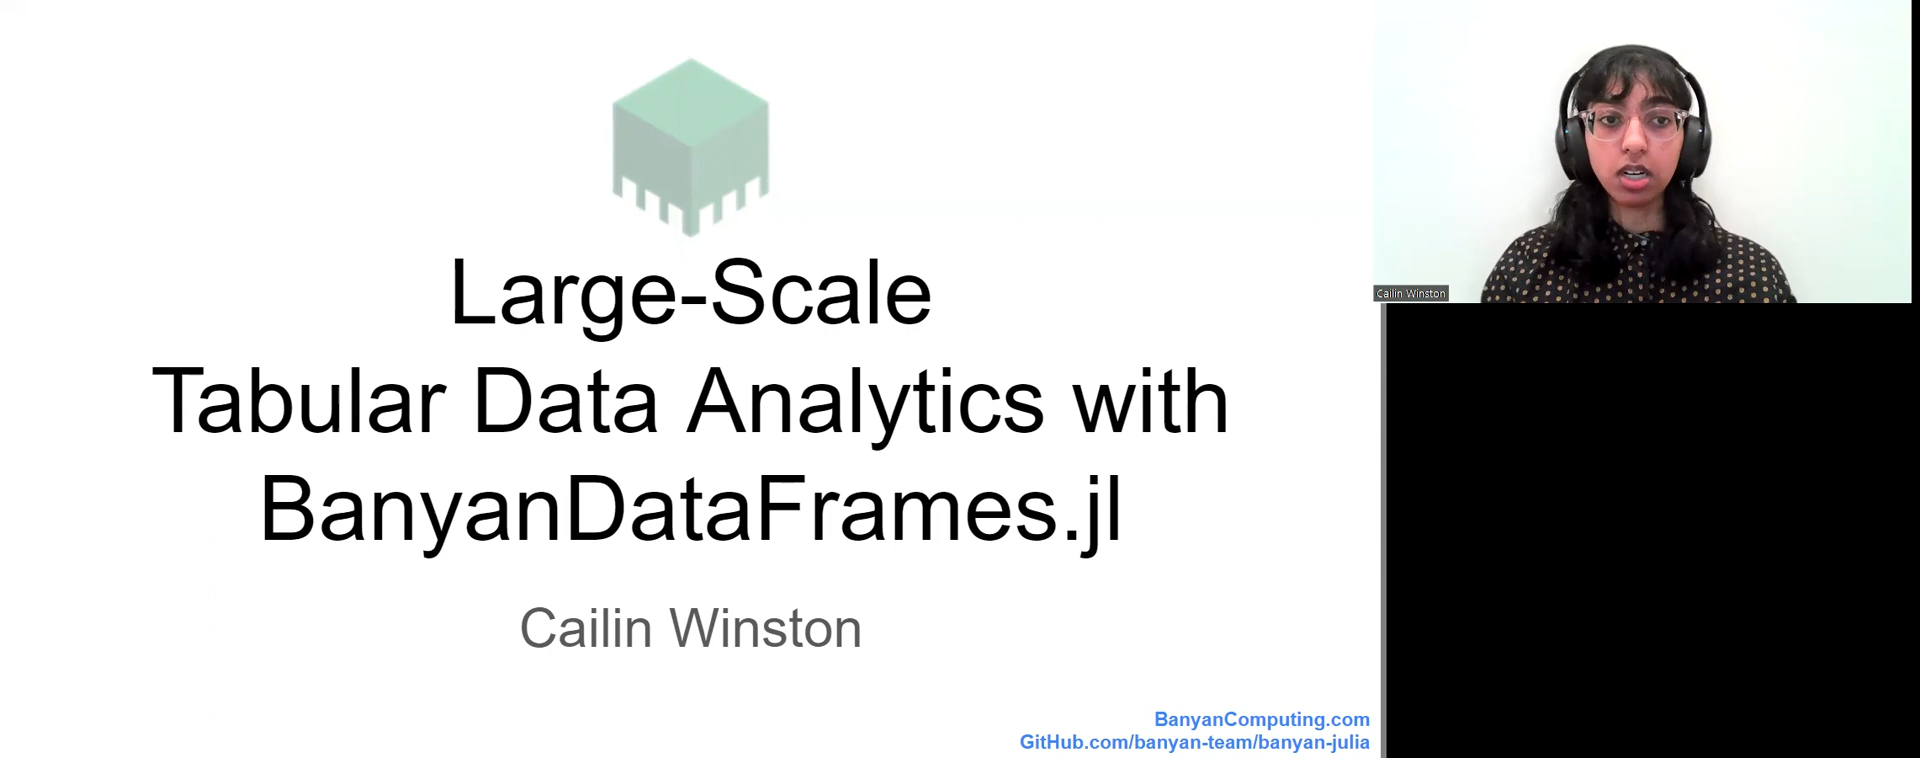 Large-Scale
Tabular Data Analytics with
BanyanDataFrames.jl
Cailin Winston
BanyanComputing.com
GitHub.com/banyan-team/banyan-julia
Cailin Winston